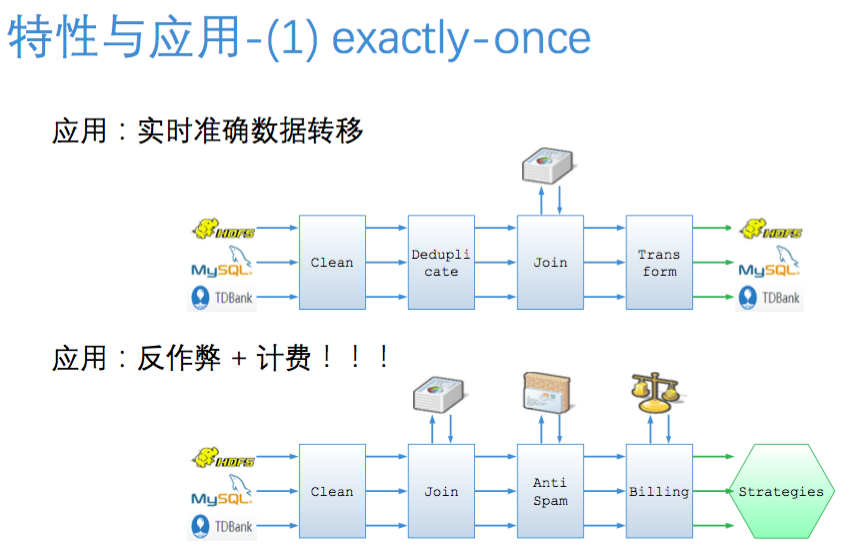 特性与应用-(1) exactly-once
应用：实时准确数据转移
HDFS
MySQL
TDBank
Clean
Dedupli
cate
Join
Trans
form
HDFS
MySQL
TDBank
应用：反作弊 + 计费！！！
HDFS
MySQL
TDBank
Clean
Join
Anti
Spam
Billing
Strategies